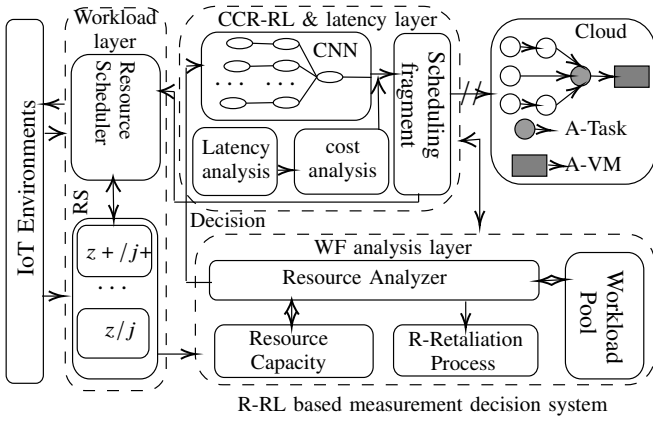 IoT Environments
Workload
layer
Resource
Scheduler
RS
z + /j+
. . .
z/j
CCR-RL & latency layer
CNN
. . .   . . .
Latency
analysis
cost
analysis
Scheduling
fragment
Decision
Cloud
A-Task
A-VM
WF analysis layer
Resource Analyzer
Resource
Capacity
R-Retaliation
Process
Workload
Pool
R-RL based measurement decision system